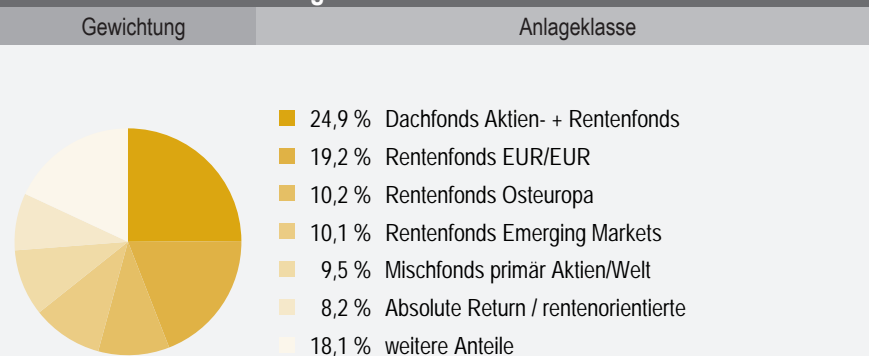 Gewichtung Anlageklasse
24,9 % Dachfonds Aktien- + Rentenfonds
19,2 % Rentenfonds EUR/EUR
10,2 % Rentenfonds Osteuropa
10,1 % Rentenfonds Emerging Markets
9,5 % Mischfonds primär Aktien/Welt
8,2 % Absolute Return / rentenorientierte
18,1 % weitere Anteile